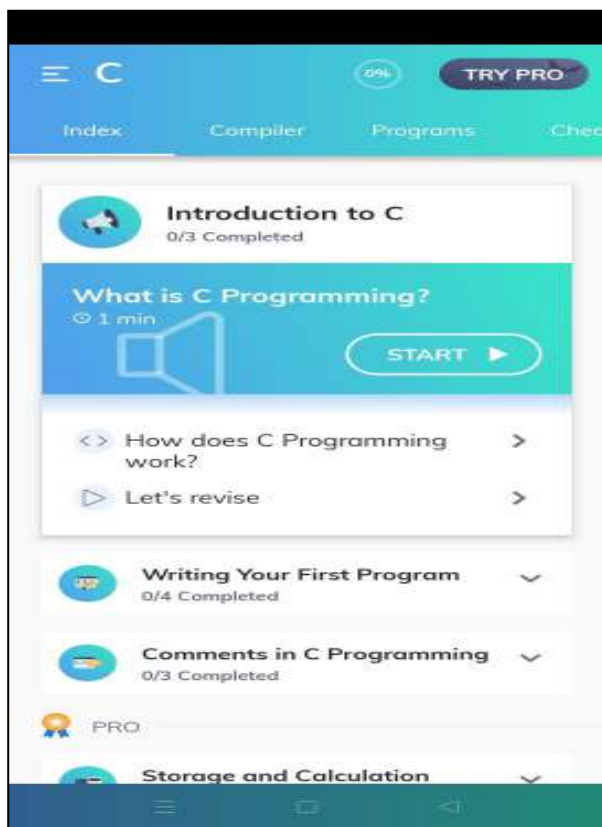 C
0%
TRY PRO
Index Compiler Programs Chec
Introduction to C
0/3 Completed
What is C Programming?
1 min
START
<> How does C Programming
work?
Let's revise
Writing Your First Program
0/4 Completed
Comments in C Programming
0/3 Completed
PRO
Storage and Calculation